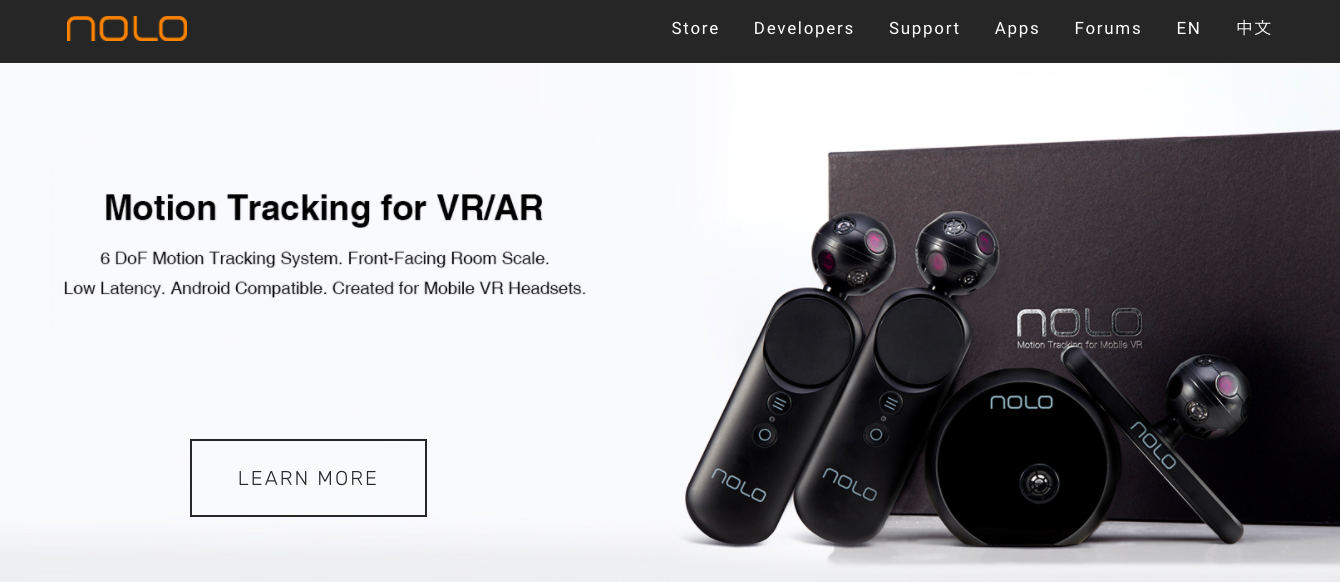 NOLO
Store Developers Support Apps Forums EN 中文
Motion Tracking for VR/AR
6 DoF Motion Tracking System. Front-Facing Room Scale.
Low Latency. Android Compatible. Created for Mobile VR Headsets.
LEARN MORE
NOLO
Motion Tracking for Mobile VR
NOLO
NOLO
NOLO
NOLO